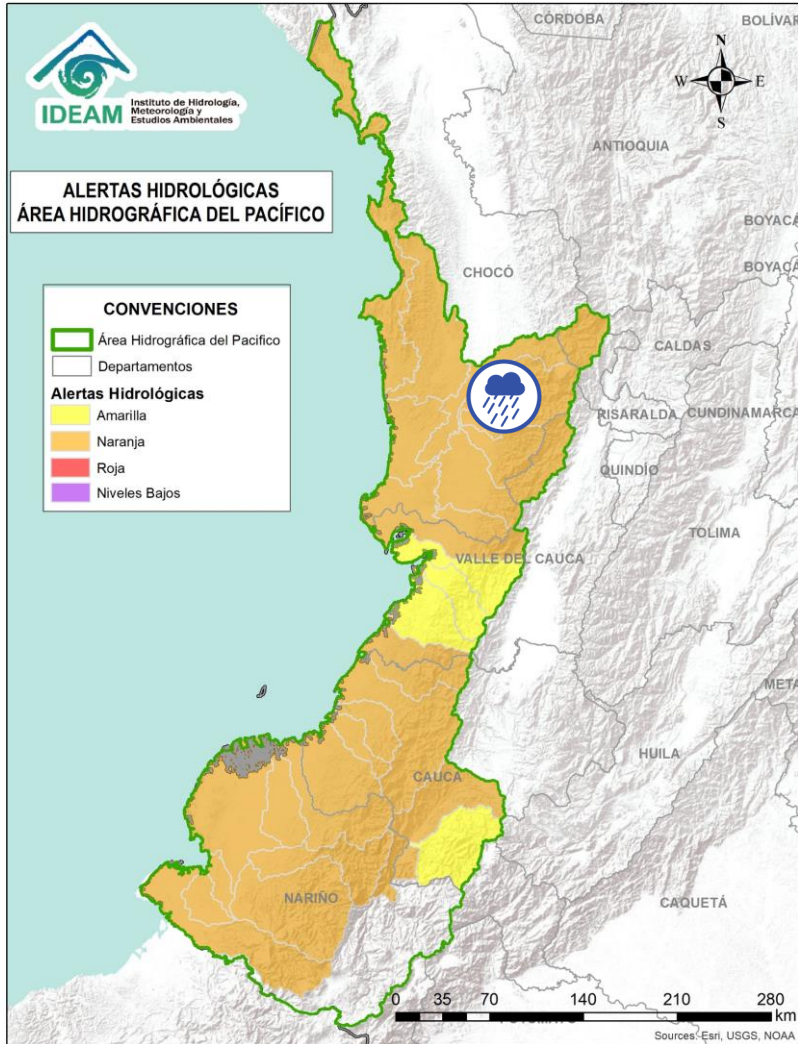 IDEAM
Instituto de Hidrología,
Meteorología y
Estudios Ambientales
CÓRDOBA
BOLÍVAR
N
W
E
S
ANTIOQUIA
ALERTAS HIDROLÓGICAS
ÁREA HIDROGRÁFICA DEL PACÍFICO
BOYACÁ
BOYACÁ
CHOCÓ
CONVENCIONES
Área Hidrográfica del Pacifico
Departamentos
Alertas Hidrológicas
Amarilla
Naranja
Roja
Niveles Bajos
CALDAS
RISARALDA
CUNDINAMARCA
QUINDÍO
TOLIMA
VALLE DEL CAUCA
META
HUILA
CAUCA
NARIÑO
CAQUETÁ
0 35 70 140 210 280
km
Sources: Esri, USGS, NOAA